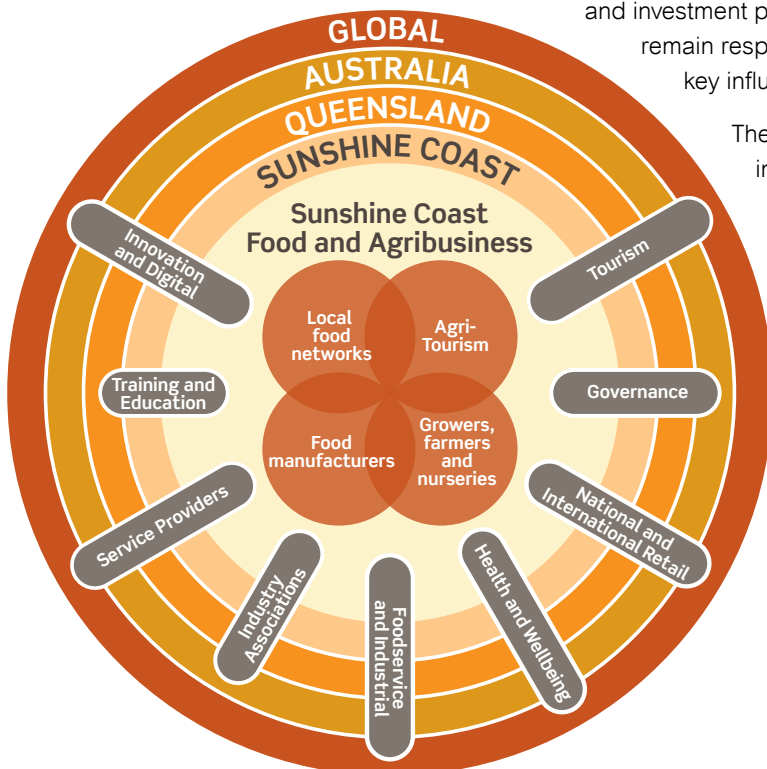 and investment p
remain resp
key influ
The
in
GLOBAL
AUSTRALIA
QUEENSLAND
SUNSHINE COAST
Sunshine Coast
Food and Agribusiness
Innovation
and Digital
Tourism
Local
food
networks
Agri-
Tourism
Training and
Education
Governance
Food
manufacturers
Growers,
farmers
and
nurseries
Service Providers
National and
International Retail
Industry
Associations
Foodservice
and Industrial
Health and Wellbeing